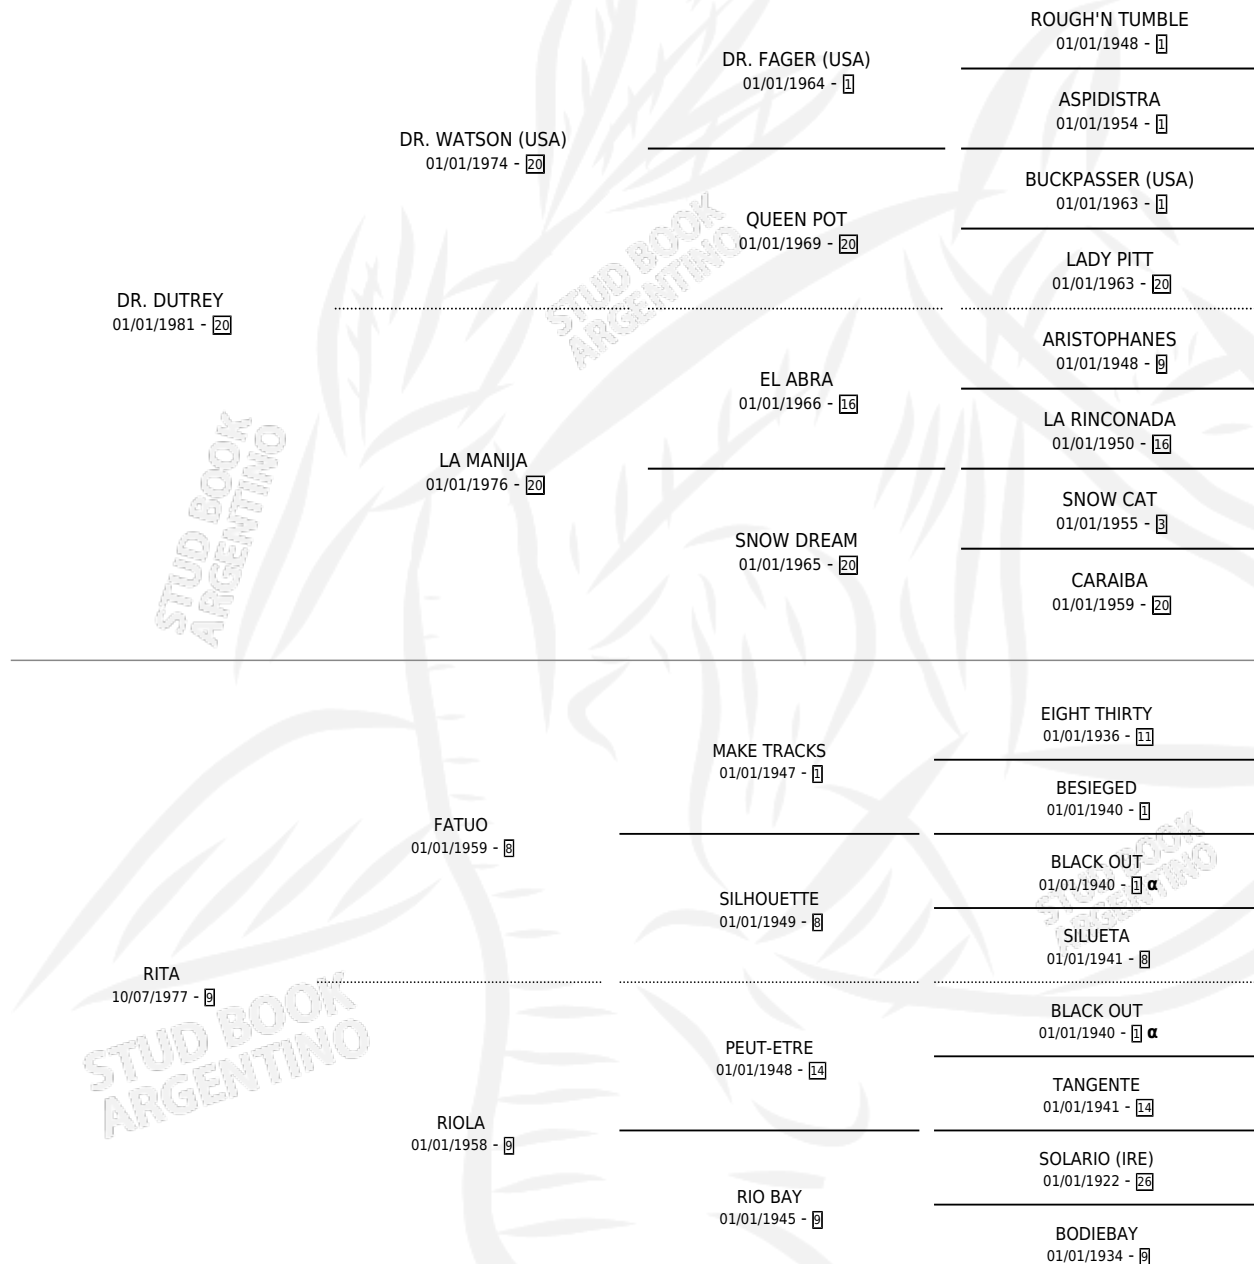 ROUGH'N TUMBLE
01/01/1948 - 1
DR. FAGER (USA)
01/01/1964 - 1
ASPIDISTRA
01/01/1954 - 1
DR. WATSON (USA)
01/01/1974 - 20
BUCKPASSER (USA)
01/01/1963 - 1
QUEEN POT
01/01/1969 - 20
LADY PITT
01/01/1963 - 20
DR. DUTREY
01/01/1981 - 20
ARISTOPHANES
01/01/1948 - 9
EL ABRA
01/01/1966 - 16
LA RINCONADA
01/01/1950 - 16
LA MANIJA
01/01/1976 - 20
SNOW CAT
01/01/1955 - 3
SNOW DREAM
01/01/1965 - 20
CARAIBA
01/01/1959 - 20
EIGHT THIRTY
01/01/1936 - 11
MAKE TRACKS
01/01/1947 - 1
BESIEGED
01/01/1940 - 1
FATUO
01/01/1959 - 8
BLACK OUT
01/01/1940 - 1 α
SILHOUETTE
01/01/1949 - 8
SILUETA
01/01/1941 - 8
RITA
10/07/1977 - 9
BLACK OUT
01/01/1940 - 1 α
PEUT-ETRE
01/01/1948 - 14
TANGENTE
01/01/1941 - 14
RIOLA
01/01/1958 - 9
SOLARIO (IRE)
01/01/1922 - 26
RIO BAY
01/01/1945 - 9
BODIEBAY
01/01/1934 - 9
STUD BOOK
ARGENTINO
STUD BOOK
ARGENTINO
STUD BOOK
ARGENTINO
STUD BOOK
ARGENTINO